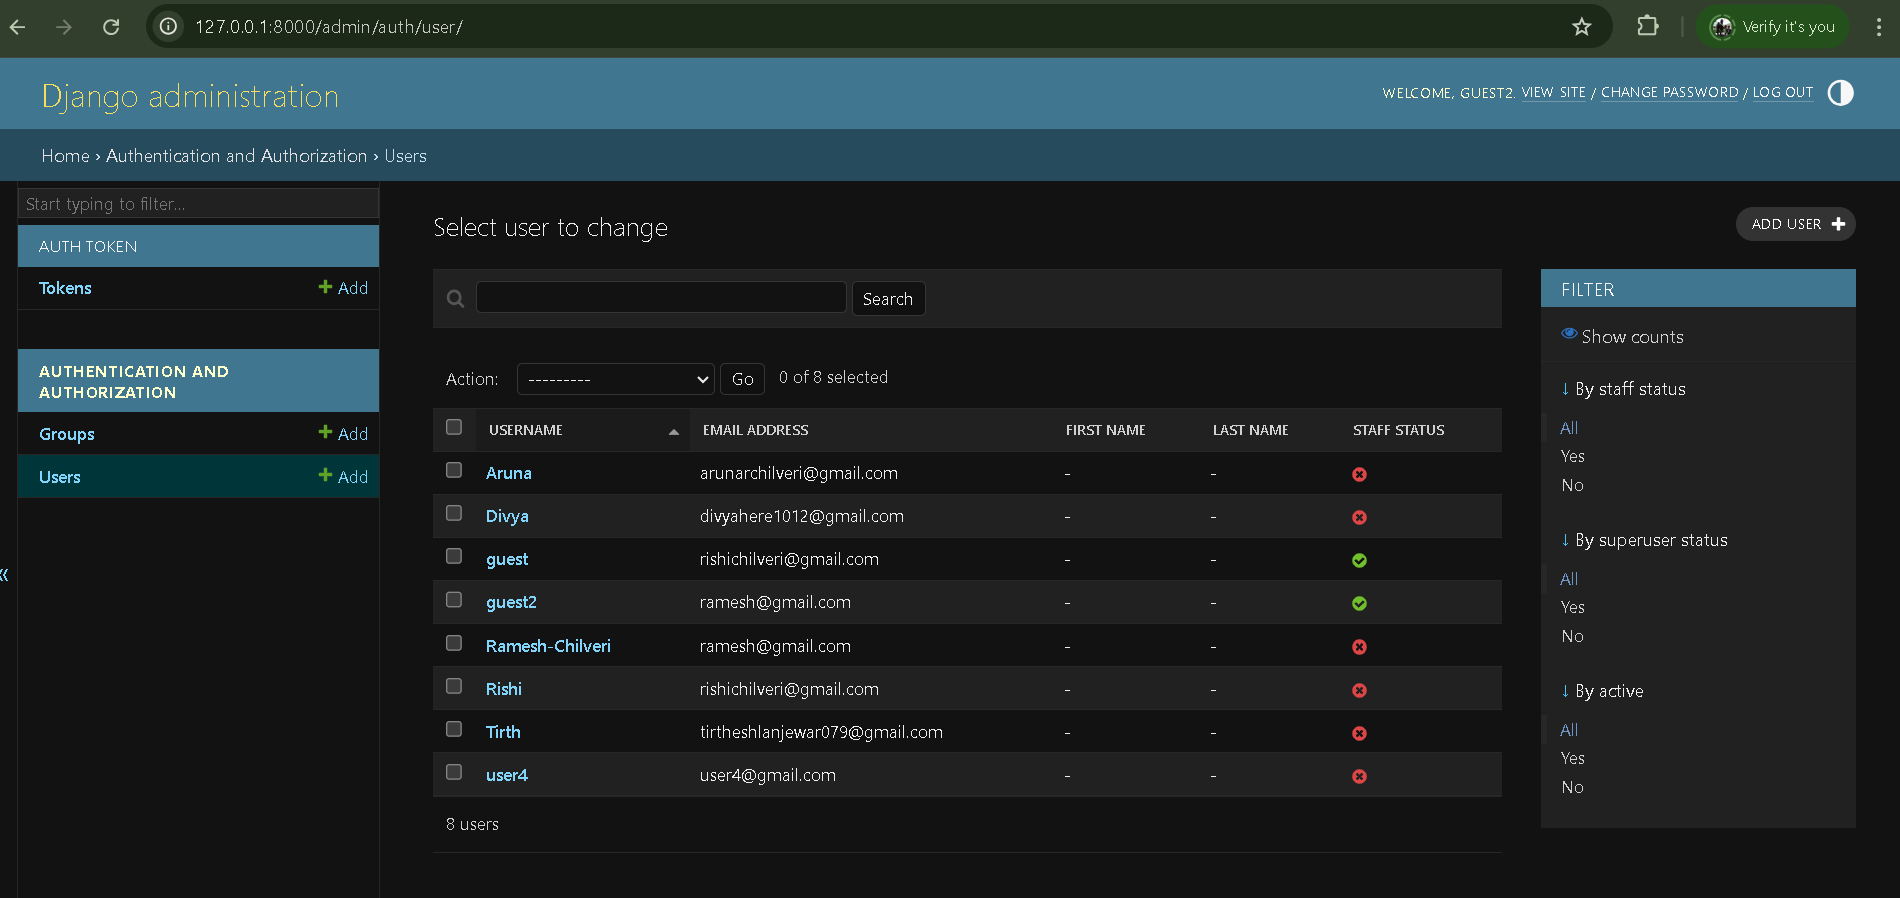 127.0.0.1:8000/admin/auth/user/
Verify it's you
Django administration
WELCOME, GUEST2. VIEW SITE / CHANGE PASSWORD / LOG OUT
Home › Authentication and Authorization › Users
Start typing to filter...
AUTH TOKEN
Tokens + Add
AUTHENTICATION AND
AUTHORIZATION
Groups + Add
Users + Add
«
Select user to change
ADD USER +
Search
Action: --------- Go 0 of 8 selected
USERNAME EMAIL ADDRESS FIRST NAME LAST NAME STAFF STATUS
Aruna arunarchilveri@gmail.com - -
Divya divyahere1012@gmail.com - -
guest rishichilveri@gmail.com - -
guest2 ramesh@gmail.com - -
Ramesh-Chilveri ramesh@gmail.com - -
Rishi rishichilveri@gmail.com - -
Tirth tirtheshlanjewar079@gmail.com - -
user4 user4@gmail.com - -
8 users
FILTER
Show counts
↓ By staff status
All
Yes
No
↓ By superuser status
All
Yes
No
↓ By active
All
Yes
No